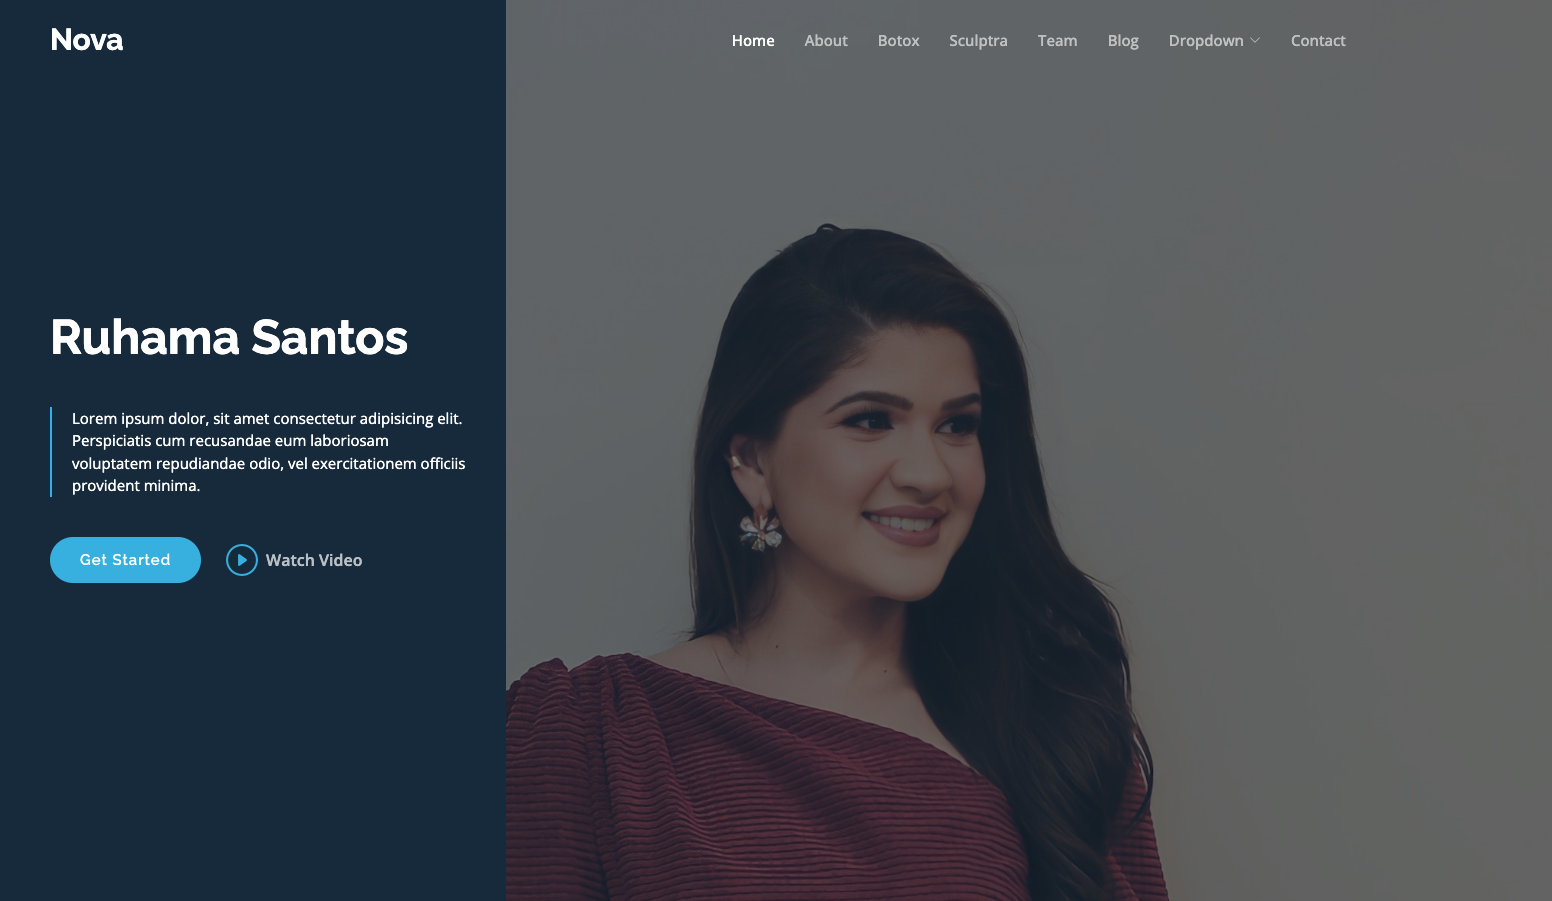 Nova
Home About Botox Sculptra Team Blog Dropdown Contact
Ruhama Santos
Lorem ipsum dolor, sit amet consectetur adipisicing elit.
Perspiciatis cum recusandae eum laboriosam
voluptatem repudiandae odio, vel exercitationem officiis
provident minima.
Get Started
Watch Video